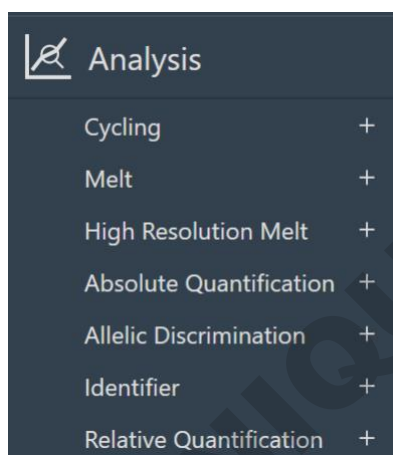 Analysis
Cycling +
Melt +
High Resolution Melt +
Absolute Quantification +
Allelic Discrimination +
Identifier +
Relative Quantification +